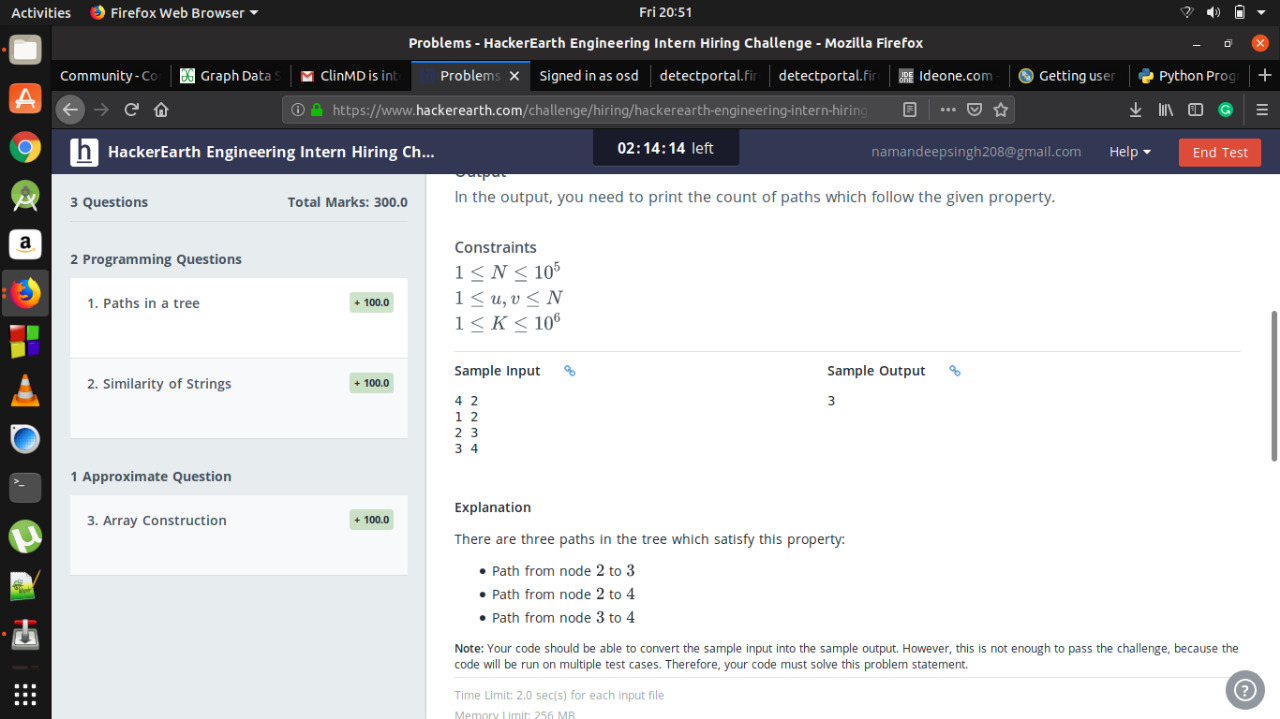 Activities Firefox Web Browser Fri 20:51
Problems - HackerEarth Engineering Intern Hiring Challenge - Mozilla Firefox
Community - Co Graph Data S ClinMD is int Problems Signed in as osd detectportal.fir detectportal.fir Ideone.com - Getting user Python Prog
https://www.hackerearth.com/challenge/hiring/hackerearth-engineering-intern-hiring
h HackerEarth Engineering Intern Hiring Ch... 02:14:14 left namandeepsingh208@gmail.com Help End Test
3 Questions Total Marks: 300.0
2 Programming Questions
1. Paths in a tree + 100.0
2. Similarity of Strings + 100.0
1 Approximate Question
3. Array Construction + 100.0
Output
In the output, you need to print the count of paths which follow the given property.
Constraints
1 ≤ N ≤ 10⁵
1 ≤ u, v ≤ N
1 ≤ K ≤ 10⁶
Sample Input Sample Output
4 2 3
1 2
2 3
3 4
Explanation
There are three paths in the tree which satisfy this property:
• Path from node 2 to 3
• Path from node 2 to 4
• Path from node 3 to 4
Note: Your code should be able to convert the sample input into the sample output. However, this is not enough to pass the challenge, because the
code will be run on multiple test cases. Therefore, your code must solve this problem statement.
Time Limit: 2.0 sec(s) for each input file
Memory Limit: 256 MB